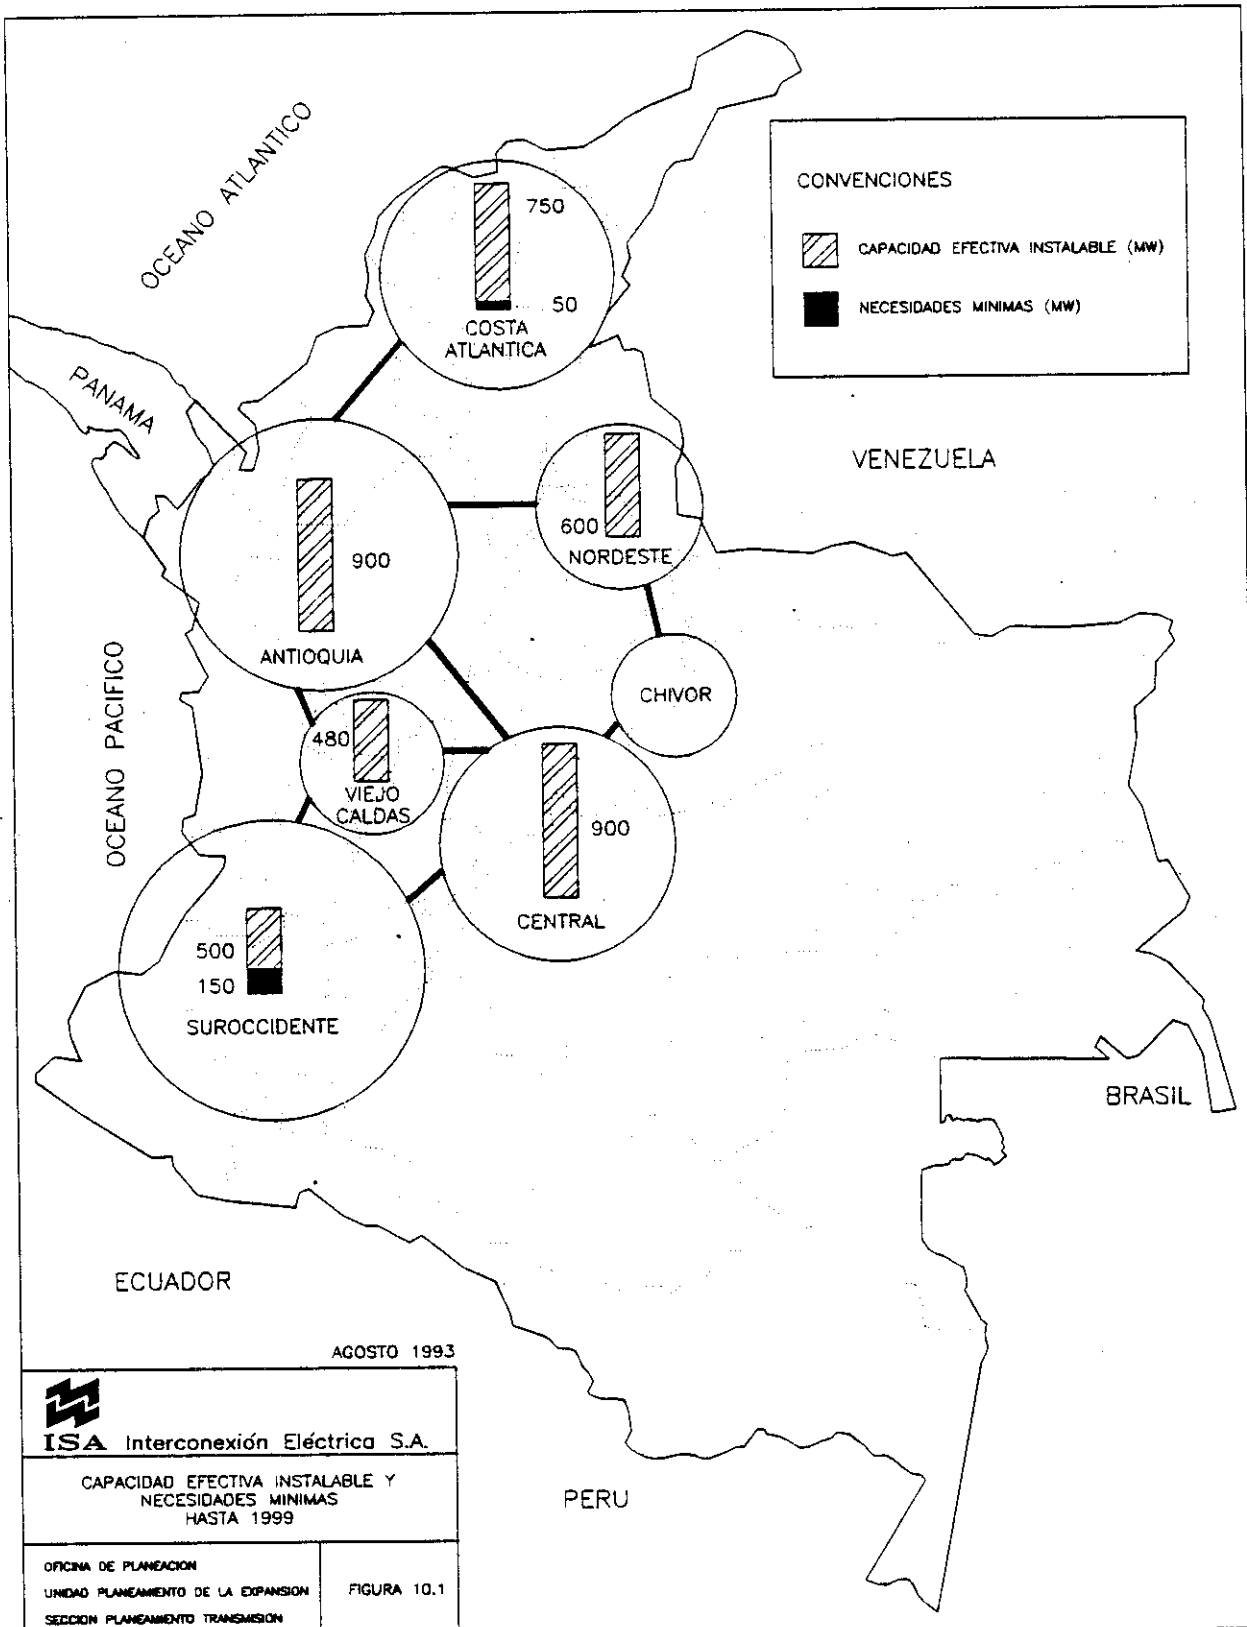 OCEANO ATLANTICO
CONVENCIONES
CAPACIDAD EFECTIVA INSTALABLE (MW)
NECESIDADES MINIMAS (MW)
750
50
COSTA
ATLANTICA
PANAMA
VENEZUELA
600
NORDESTE
900
ANTIOQUIA
OCEANO PACIFICO
CHIVOR
480
VIEJO
CALDAS
900
CENTRAL
500
150
SUROCCIDENTE
BRASIL
ECUADOR
PERU
AGOSTO 1993
ISA Interconexión Eléctrica S.A.
CAPACIDAD EFECTIVA INSTALABLE Y
NECESIDADES MINIMAS
HASTA 1999
OFICINA DE PLANEACION
UNIDAD PLANEAMIENTO DE LA EXPANSION
SECCION PLANEAMIENTO TRANSMISION
FIGURA 10.1